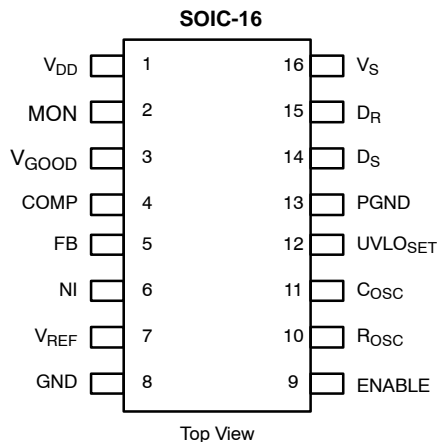 SOIC-16
VDD 1 16 VS
MON 2 15 DR
VGOOD 3 14 DS
COMP 4 13 PGND
FB 5 12 UVLOSET
NI 6 11 COSC
VREF 7 10 ROSC
GND 8 9 ENABLE
Top View